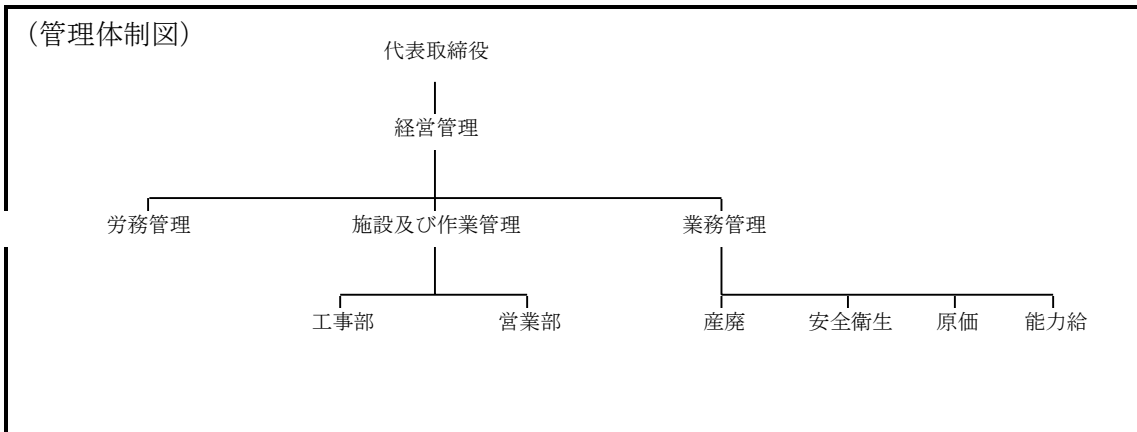 (管理体制図)
代表取締役
経営管理
労務管理 施設及び作業管理 業務管理
工事部 営業部 産廃 安全衛生 原価 能力給